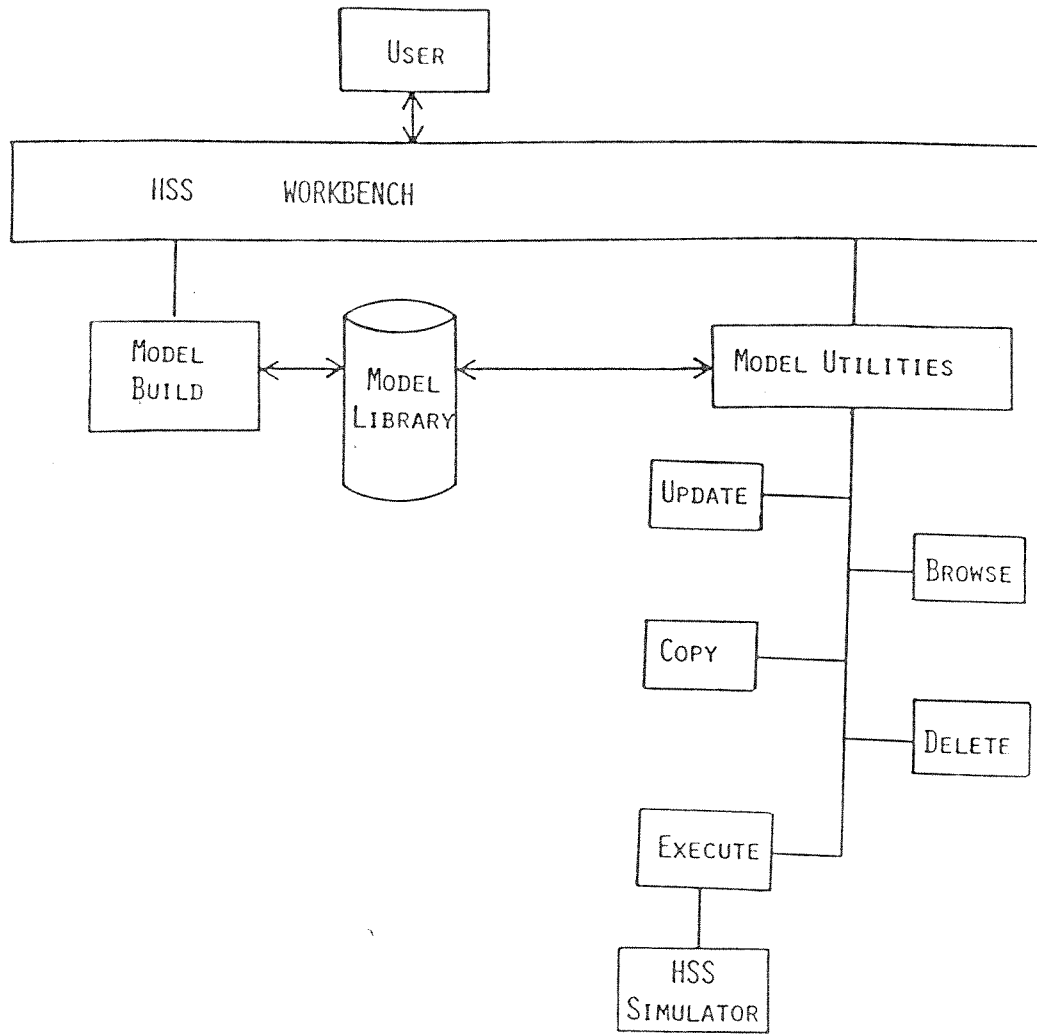 USER
HSS WORKBENCH
MODEL
BUILD
MODEL
LIBRARY
MODEL UTILITIES
UPDATE
BROWSE
COPY
DELETE
EXECUTE
HSS
SIMULATOR